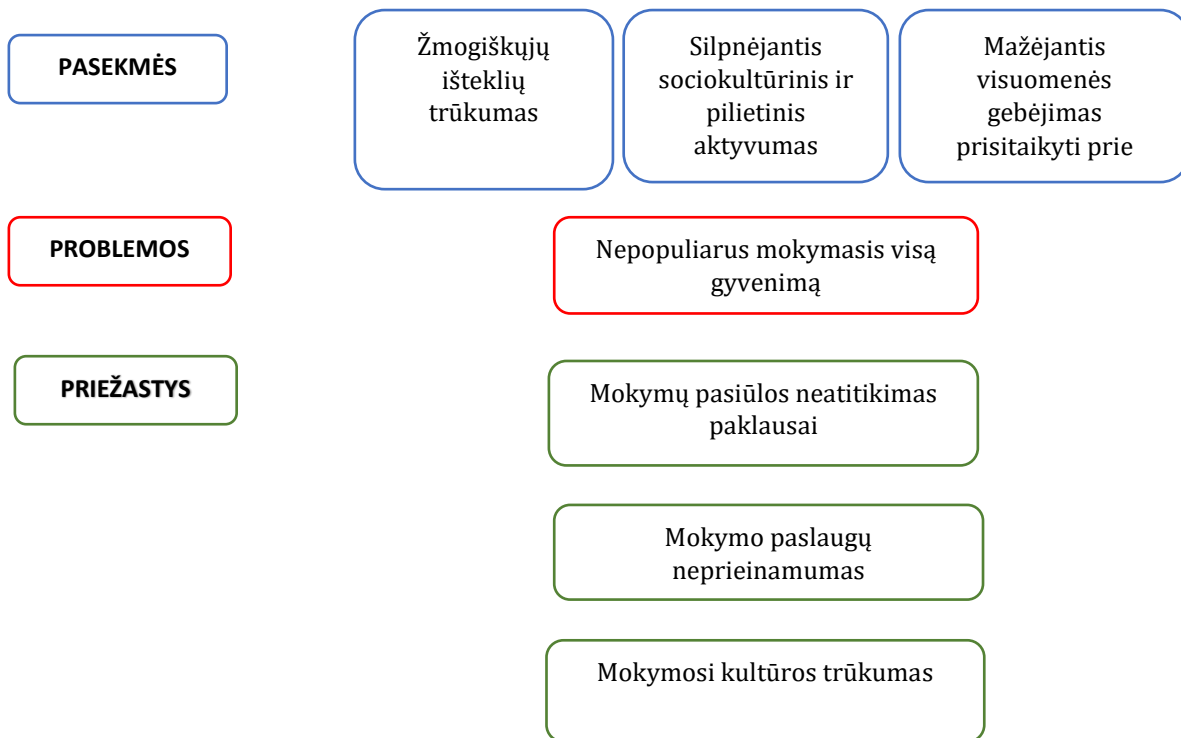 PASEKMĖS
Žmogiškųjų
išteklių
trūkumas
Silpnėjantis
sociokultūrinis ir
pilietinis
aktyvumas
Mažėjantis
visuomenės
gebėjimas
prisitaikyti prie
PROBLEMOS
Nepopuliarus mokymasis visą
gyvenimą
PRIEŽASTYS
Mokymų pasiūlos neatitikimas
paklausai
Mokymo paslaugų
neprieinamumas
Mokymosi kultūros trūkumas